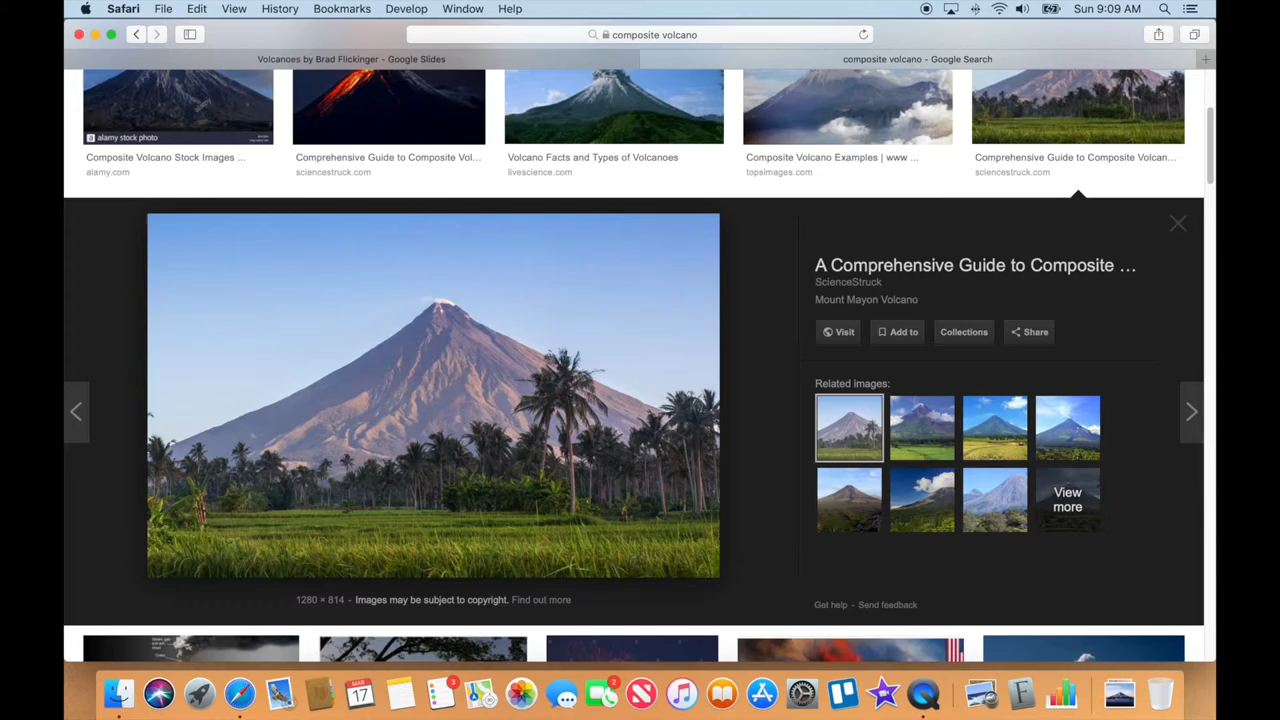 Safari File Edit View History Bookmarks Develop Window Help Sun 9:09 AM
composite volcano
Volcanoes by Brad Flickinger - Google Slides composite volcano - Google Search
a alamy stock photo
Composite Volcano Stock Images ... Comprehensive Guide to Composite Vol... Volcano Facts and Types of Volcanoes Composite Volcano Examples | www ... Comprehensive Guide to Composite Volcan...
alamy.com sciencestruck.com livescience.com topsimages.com sciencestruck.com
A Comprehensive Guide to Composite ...
ScienceStruck
Mount Mayon Volcano
Visit Add to Collections Share
Related images:
View
more
1280 × 814 - Images may be subject to copyright. Find out more
Get help - Send feedback
MAR
17
3
2